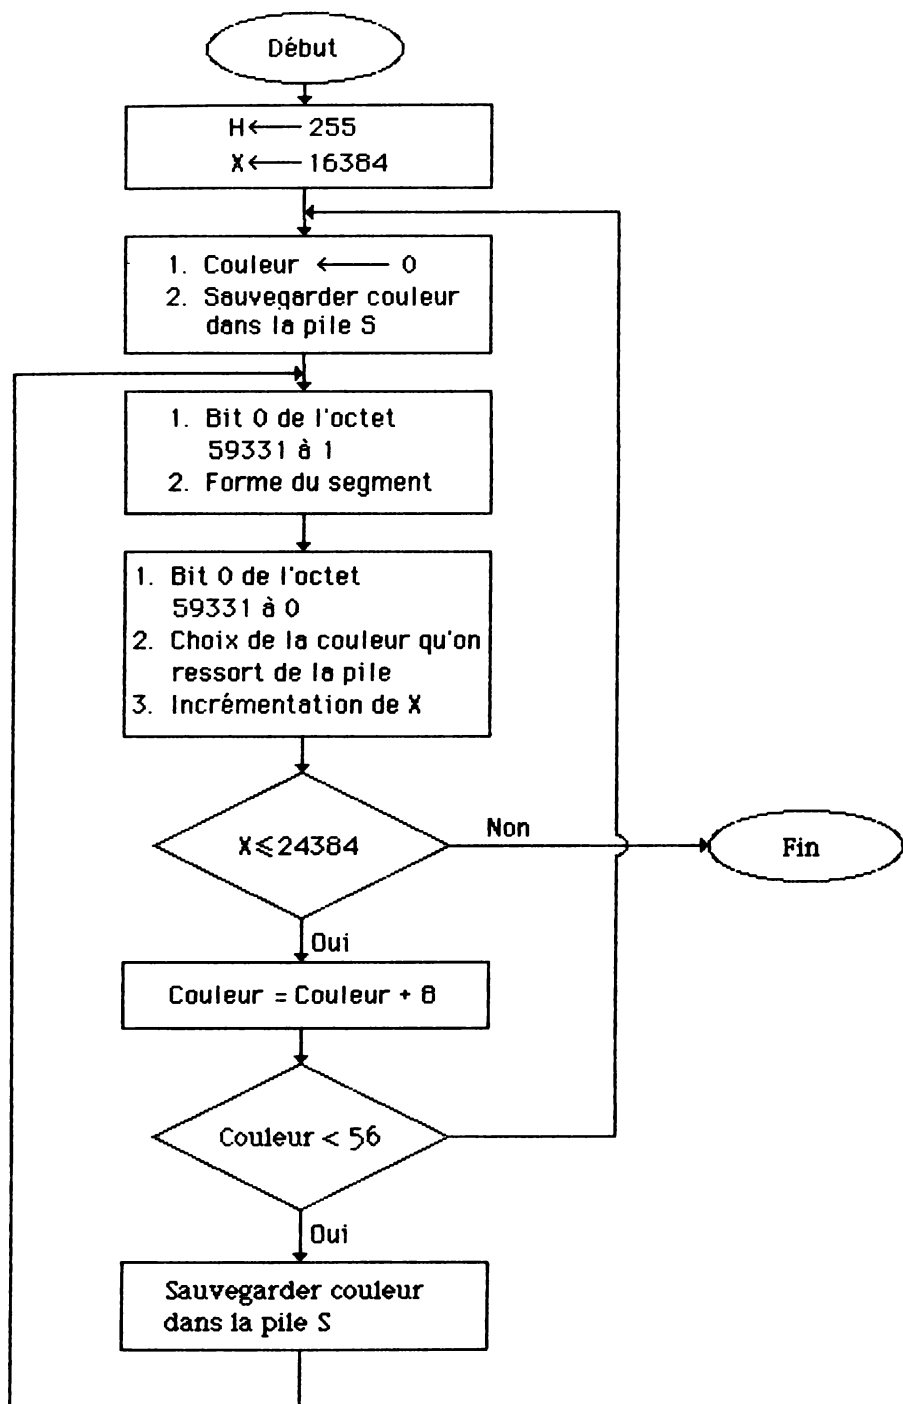 Début
H ← 255
X ← 16384
1. Couleur ← 0
2. Sauvegarder couleur
dans la pile S
1. Bit 0 de l'octet
59331 à 1
2. Forme du segment
1. Bit 0 de l'octet
59331 à 0
2. Choix de la couleur qu'on
ressort de la pile
3. Incrémentation de X
X ⩽ 24384
Non
Fin
Oui
Couleur = Couleur + 8
Couleur < 56
Oui
Sauvegarder couleur
dans la pile S